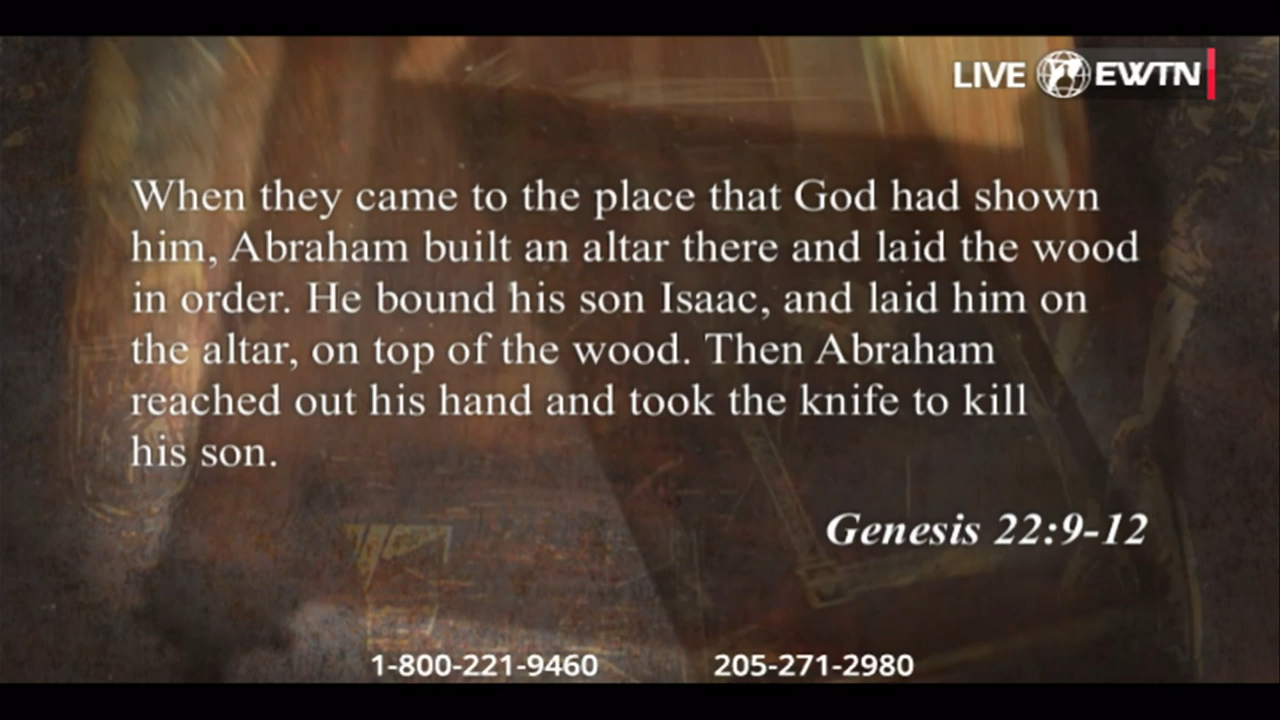 LIVE EWTN
When they came to the place that God had shown
him, Abraham built an altar there and laid the wood
in order. He bound his son Isaac, and laid him on
the altar, on top of the wood. Then Abraham
reached out his hand and took the knife to kill
his son.
Genesis 22:9-12
1-800-221-9460 205-271-2980